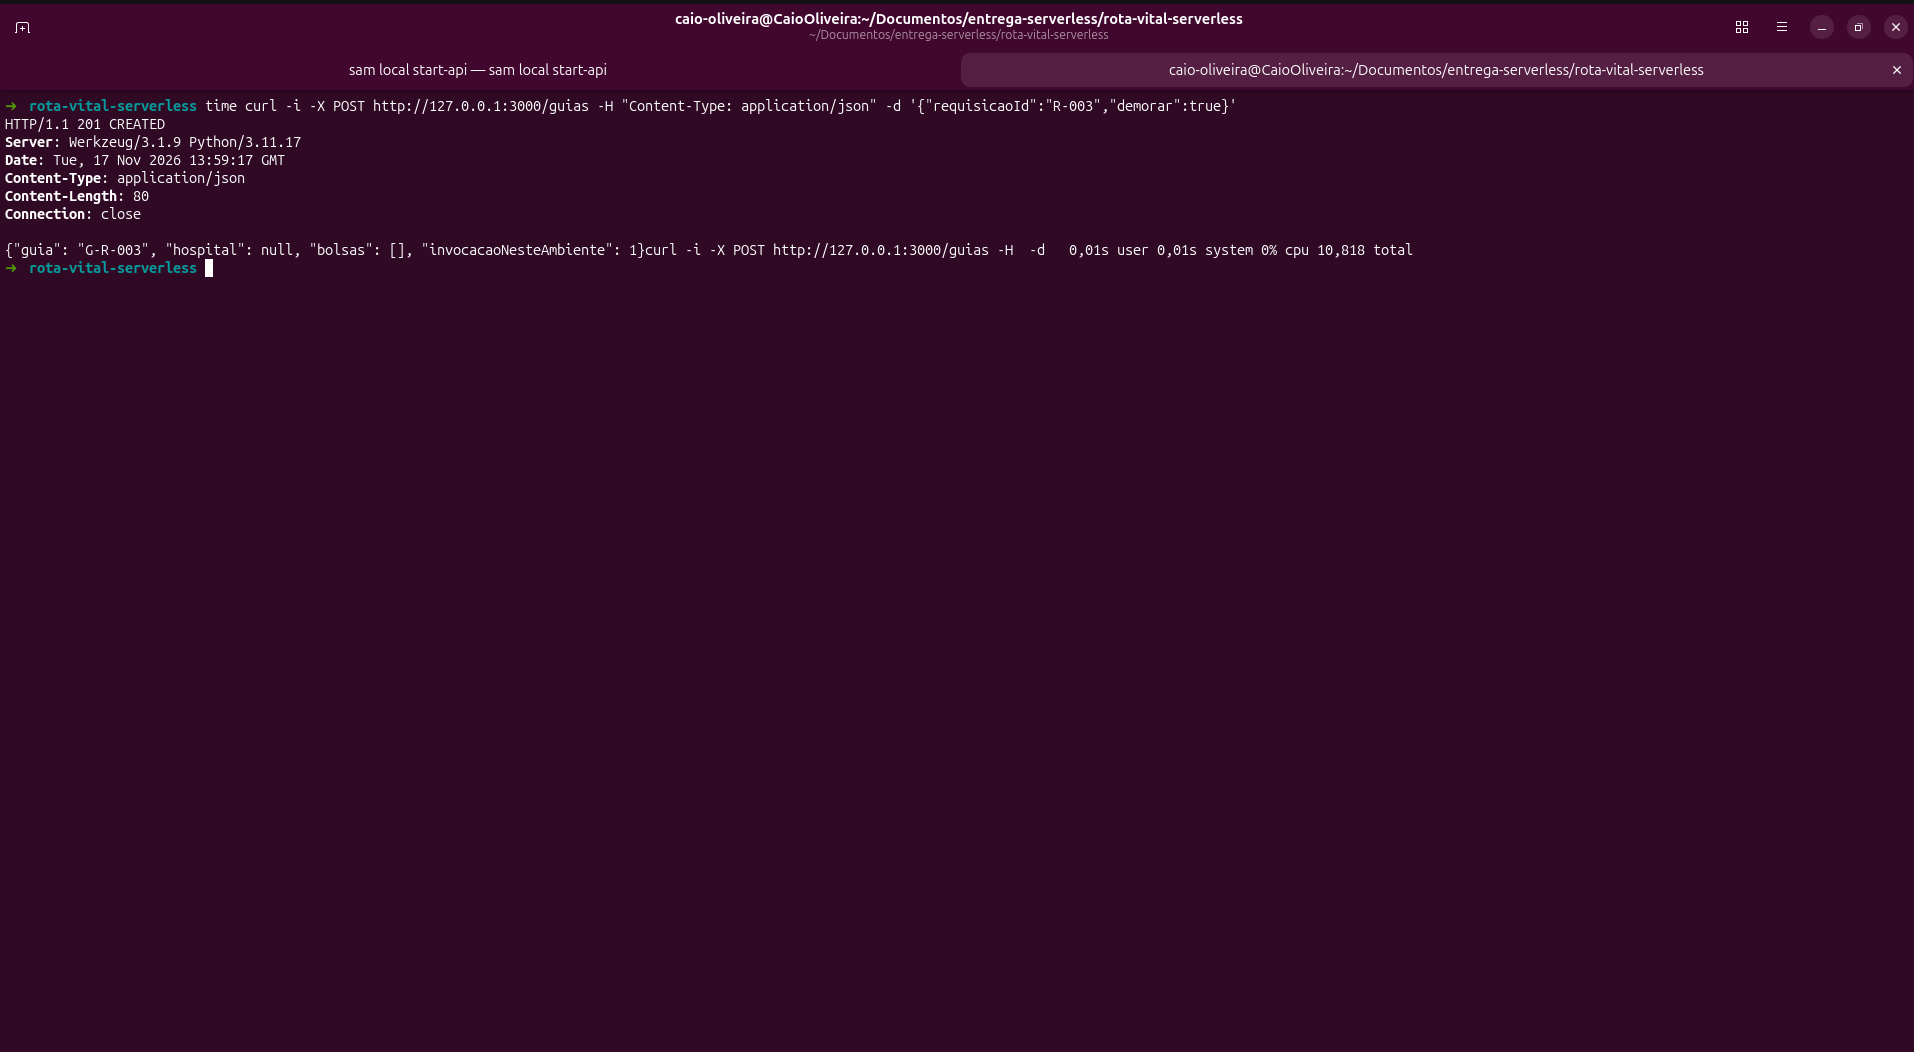 caio-oliveira@CaioOliveira:~/Documentos/entrega-serverless/rota-vital-serverless
~/Documentos/entrega-serverless/rota-vital-serverless
sam local start-api — sam local start-api
caio-oliveira@CaioOliveira:~/Documentos/entrega-serverless/rota-vital-serverless
➜  rota-vital-serverless time curl -i -X POST http://127.0.0.1:3000/guias -H "Content-Type: application/json" -d '{"requisicaoId":"R-003","demorar":true}'
HTTP/1.1 201 CREATED
Server: Werkzeug/3.1.9 Python/3.11.17
Date: Tue, 17 Nov 2026 13:59:17 GMT
Content-Type: application/json
Content-Length: 80
Connection: close
{"guia": "G-R-003", "hospital": null, "bolsas": [], "invocacaoNesteAmbiente": 1}curl -i -X POST http://127.0.0.1:3000/guias -H  -d   0,01s user 0,01s system 0% cpu 10,818 total
➜  rota-vital-serverless